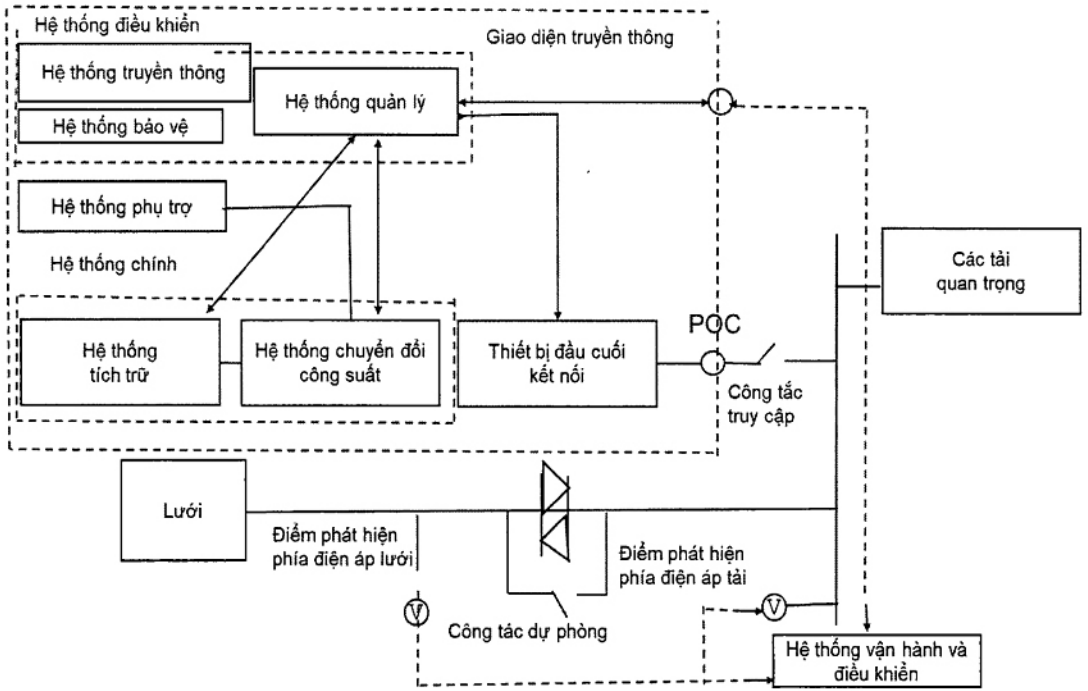 Hệ thống điều khiển
Giao diện truyền thông
Hệ thống truyền thông
Hệ thống quản lý
Hệ thống bảo vệ
Hệ thống phụ trợ
Hệ thống chính
Các tải
quan trọng
Hệ thống
tích trữ
Hệ thống chuyển đổi
công suất
Thiết bị đầu cuối
kết nối
POC
Công tắc
truy cập
Lưới
Điểm phát hiện
phía điện áp lưới
Điểm phát hiện
phía điện áp tải
V
V
Công tác dự phòng
Hệ thống vận hành và
điều khiển